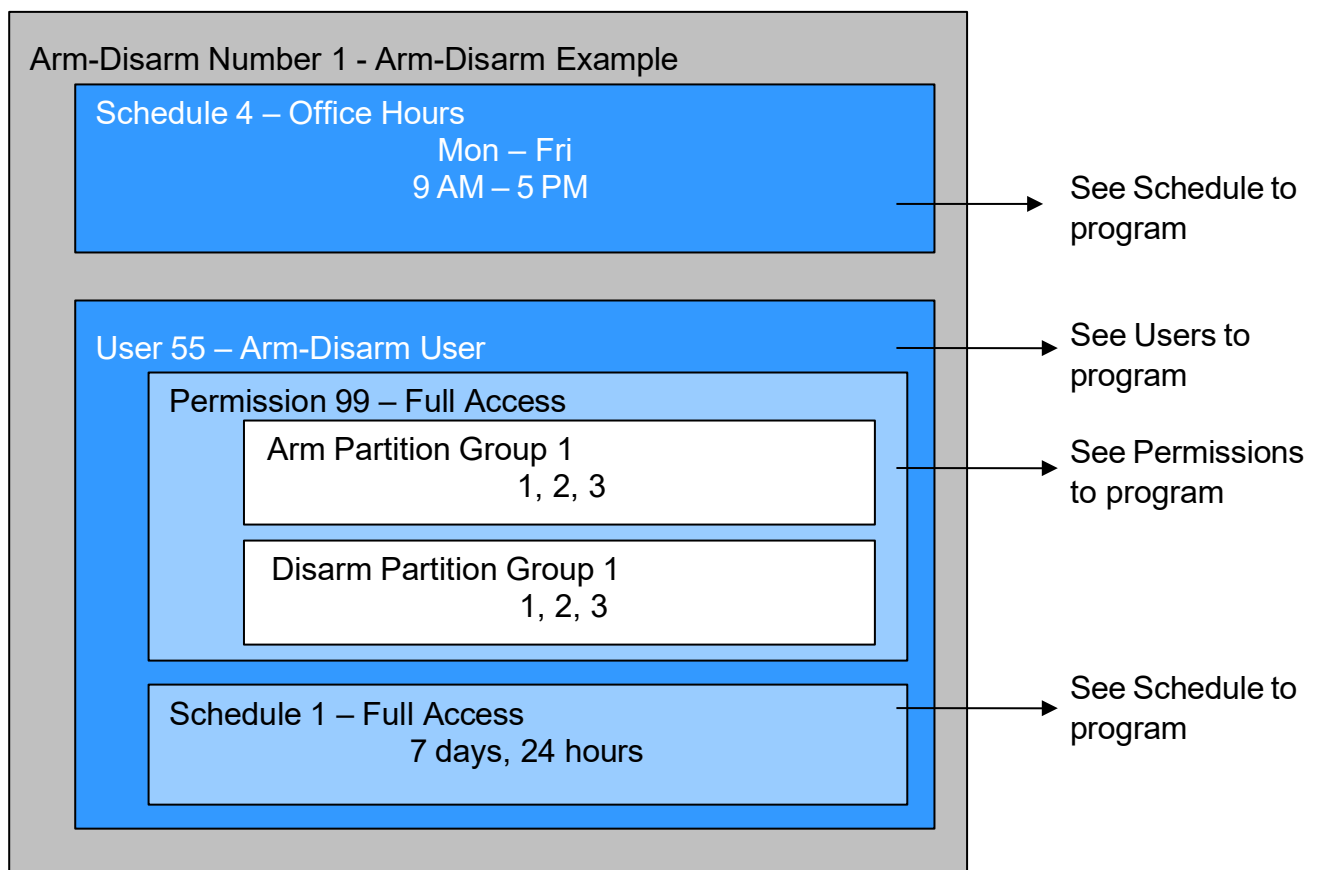 Arm-Disarm Number 1 - Arm-Disarm Example
Schedule 4 – Office Hours
Mon – Fri
9 AM – 5 PM
See Schedule to
program
User 55 – Arm-Disarm User
See Users to
program
Permission 99 – Full Access
Arm Partition Group 1
1, 2, 3
See Permissions
to program
Disarm Partition Group 1
1, 2, 3
Schedule 1 – Full Access
7 days, 24 hours
See Schedule to
program